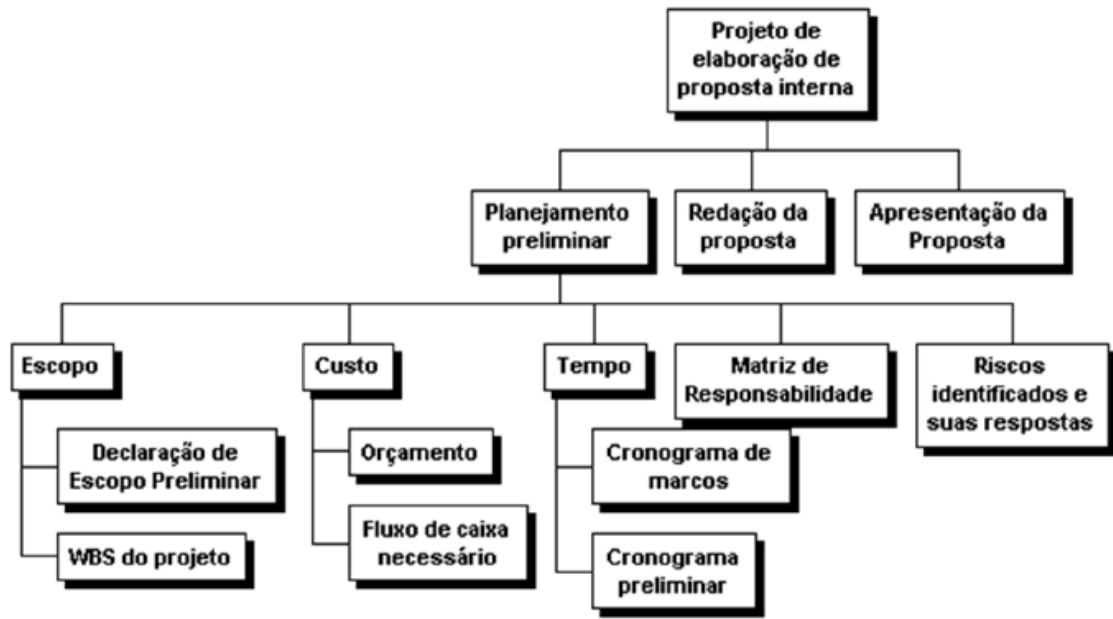 Projeto de
elaboração de
proposta interna
Planejamento
preliminar
Redação da
proposta
Apresentação da
Proposta
Escopo
Custo
Tempo
Matriz de
Responsabilidade
Riscos
identificados e
suas respostas
Declaração de
Escopo Preliminar
WBS do projeto
Orçamento
Fluxo de caixa
necessário
Cronograma de
marcos
Cronograma
preliminar